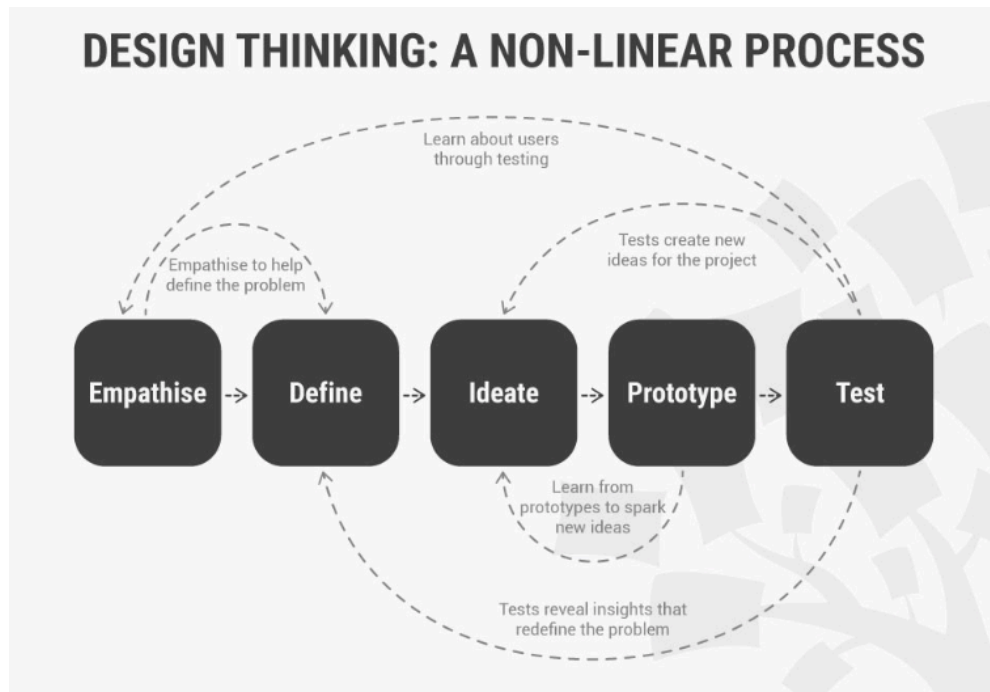 DESIGN THINKING: A NON-LINEAR PROCESS
Learn about users
through testing
Empathise to help
define the problem
Tests create new
ideas for the project
Empathise
Define
Ideate
Prototype
Test
Learn from
prototypes to spark
new ideas
Tests reveal insights that
redefine the problem